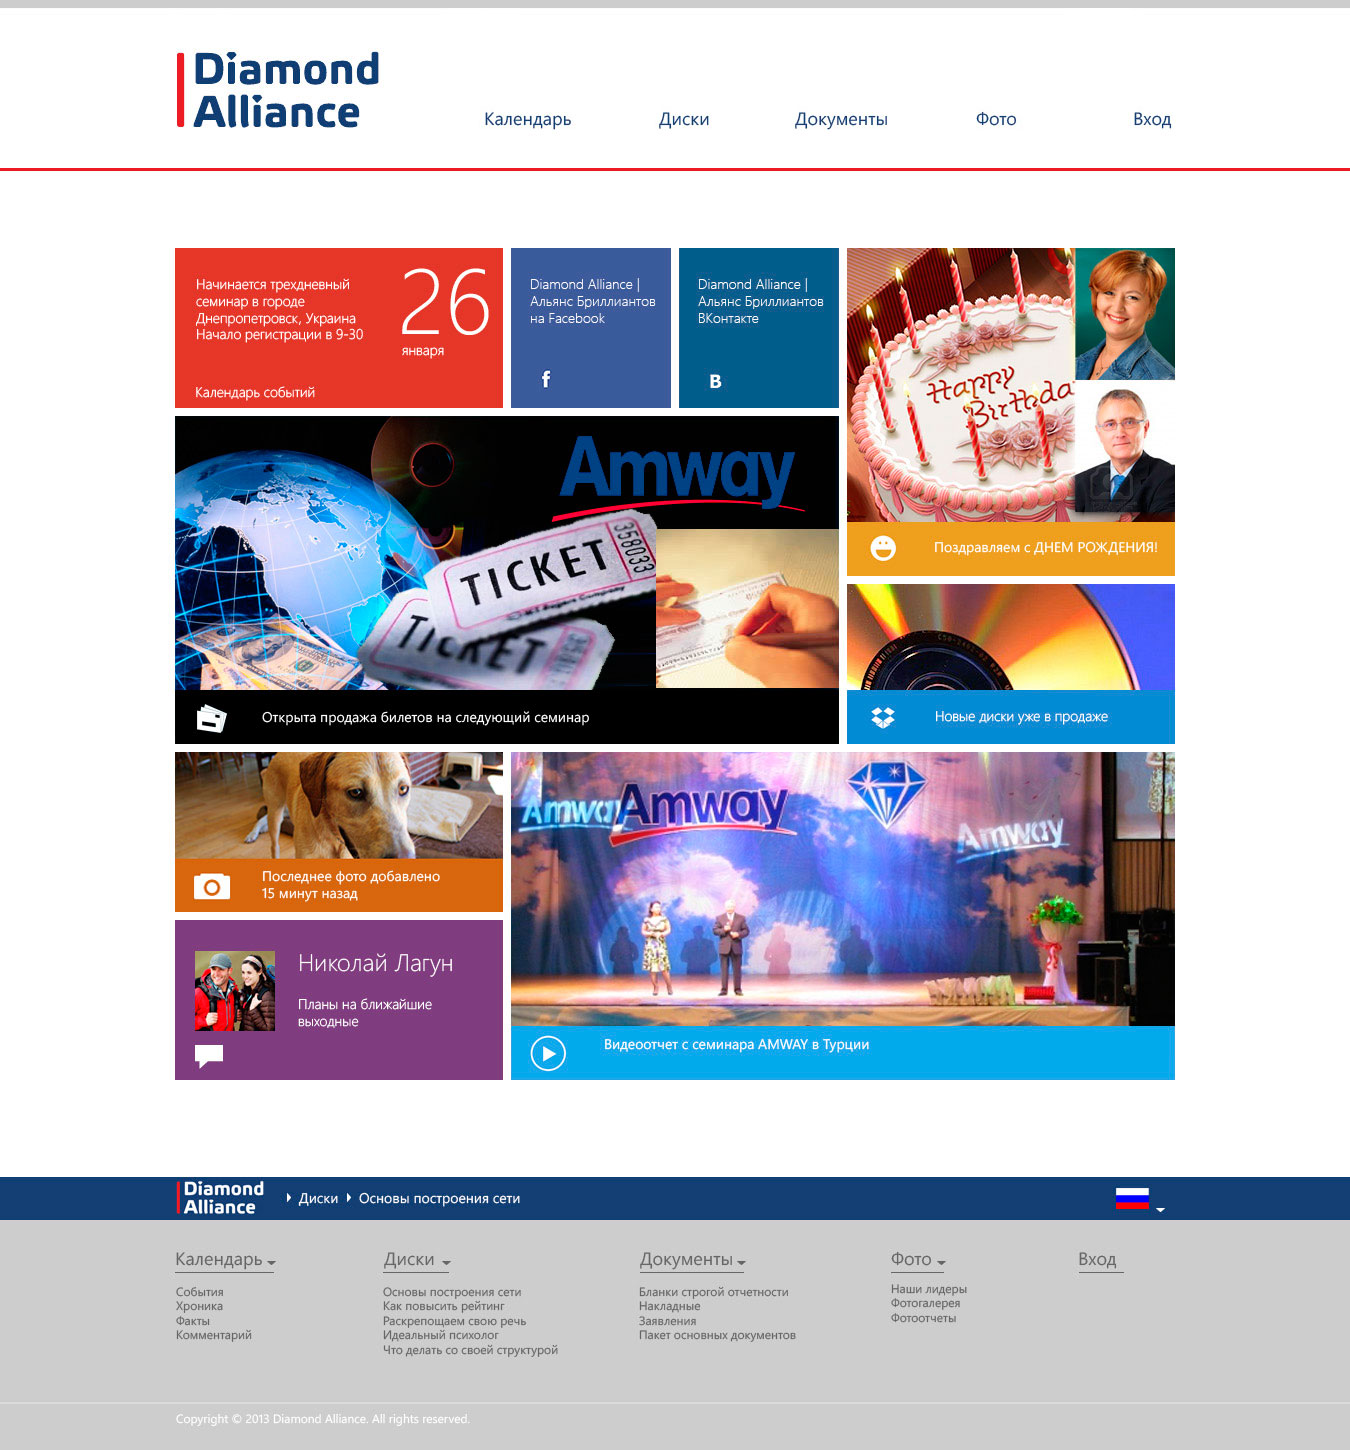 Diamond
Alliance
Календарь
Диски
Документы
Фото
Вход
Начинается трехдневный
семинар в городе
Днепропетровск, Украина
Начало регистрации в 9-30
26
января
Календарь событий
Diamond Alliance |
Альянс Бриллиантов
на Facebook
f
Diamond Alliance |
Альянс Бриллиантов
ВКонтакте
В
Happy
Birthda
Поздравляем с ДНЕМ РОЖДЕНИЯ!
Amway
TICKET
358033
TICKET
Открыта продажа билетов на следующий семинар
Новые диски уже в продаже
Последнее фото добавлено
15 минут назад
Amwa
Amway
Amway
Николай Лагун
Планы на ближайшие
выходные
Видеоотчет с семинара AMWAY в Турции
Diamond
Alliance
Диски
Основы построения сети
Календарь
События
Хроника
Факты
Комментарий
Диски
Основы построения сети
Как повысить рейтинг
Раскрепощаем свою речь
Идеальный психолог
Что делать со своей структурой
Документы
Бланки строгой отчетности
Накладные
Заявления
Пакет основных документов
Фото
Наши лидеры
Фотогалерея
Фотоотчеты
Вход
Copyright © 2013 Diamond Alliance. All rights reserved.